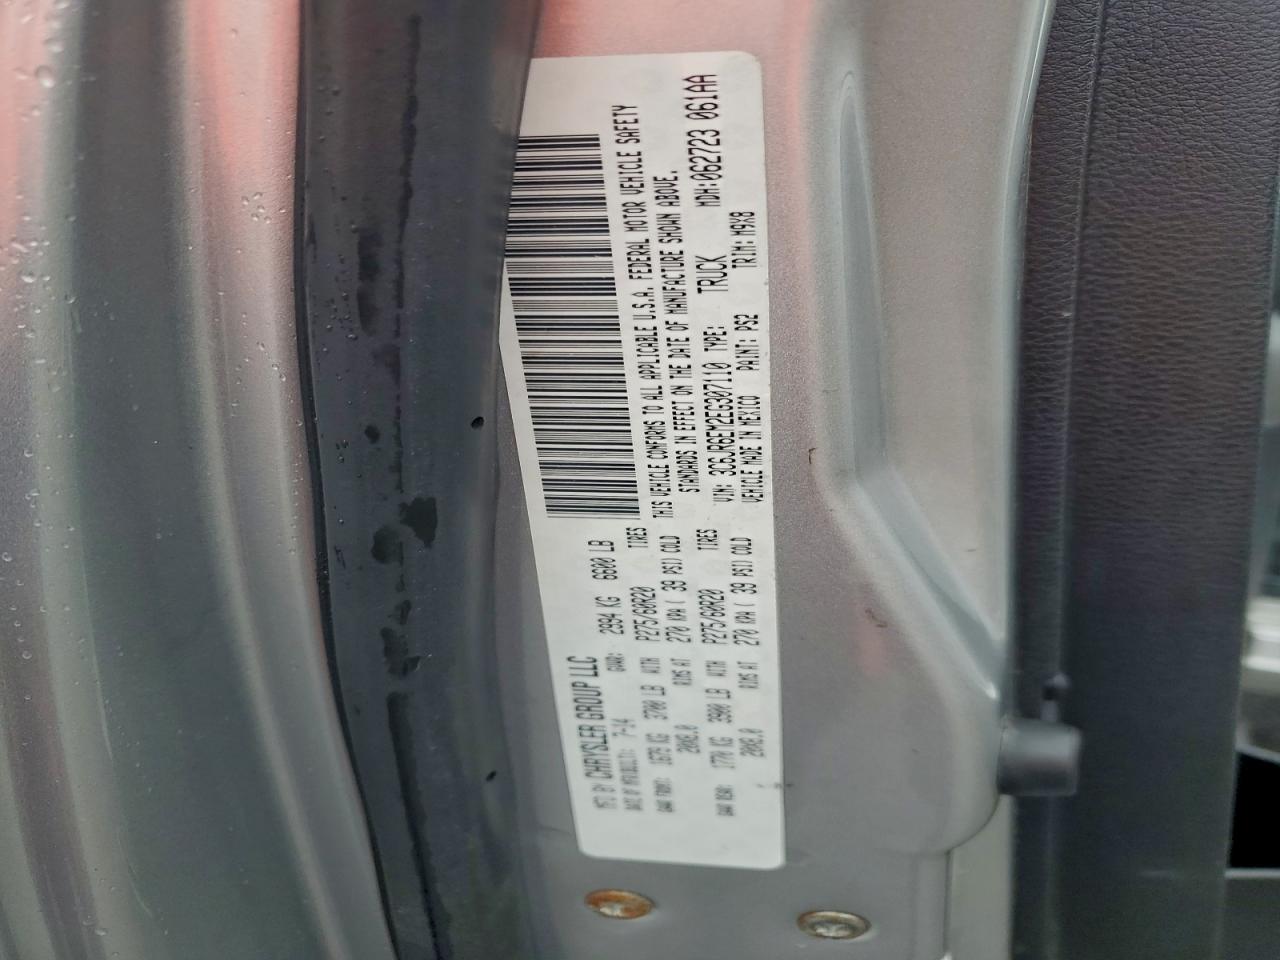 MFD BY CHRYSLER GROUP LLC
DATE OF MFR(BUILT): 7-14 GVWR: 2994 KG 6600 LB
GAWR FRONT: 1679 KG 3700 LB WITH P275/60R20 TIRES
20X8.0 RIMS AT 270 KPA ( 39 PSI) COLD
GAWR REAR: 1770 KG 3900 LB WITH P275/60R20 TIRES
20X8.0 RIMS AT 270 KPA ( 39 PSI) COLD
THIS VEHICLE CONFORMS TO ALL APPLICABLE U.S.A. FEDERAL MOTOR VEHICLE SAFETY
STANDARDS IN EFFECT ON THE DATE OF MANUFACTURE SHOWN ABOVE.
VIN: 3C6JR6EM2EG307110 TYPE: TRUCK MDH:062723 061AA
VEHICLE MADE IN MEXICO PAINT: PS2 TRIM: M9X8